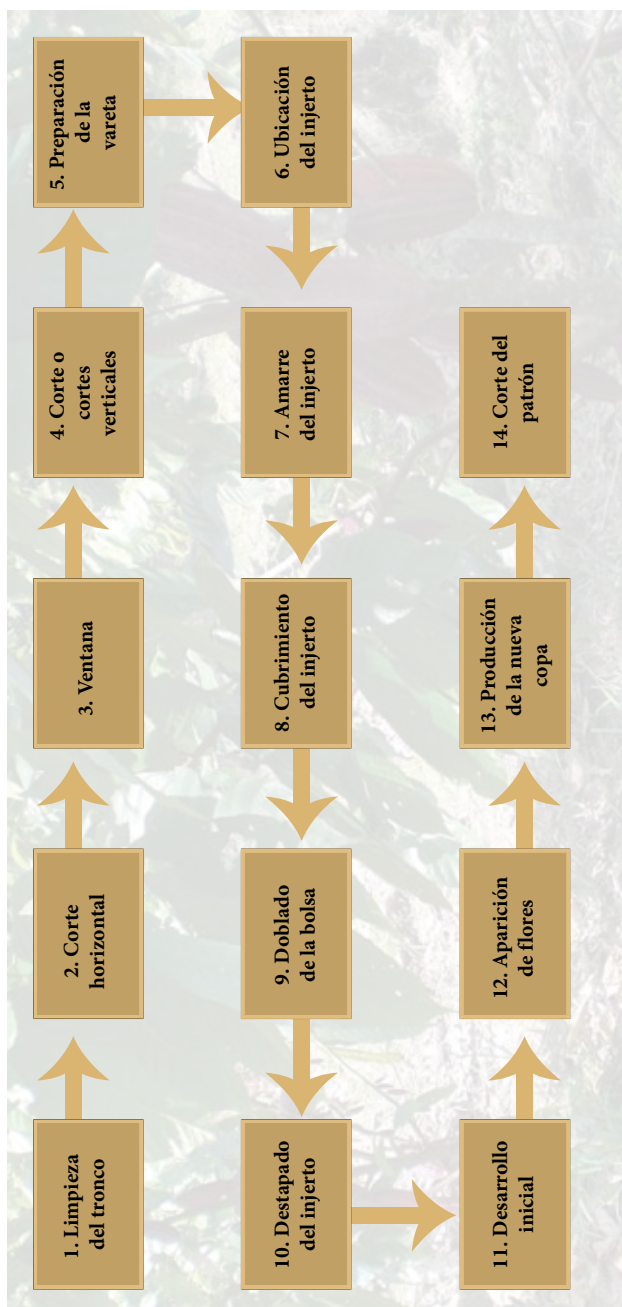 1. Limpieza
del tronco
2. Corte
horizontal
3. Ventana
4. Corte o
cortes
verticales
5. Preparación
de la
vareta
6. Ubicación
del injerto
7. Amarre
del injerto
8. Cubrimiento
del injerto
9. Doblado
de la bolsa
10. Destapado
del injerto
11. Desarrollo
inicial
12. Aparición
de flores
13. Producción
de la nueva
copa
14. Corte del
patrón